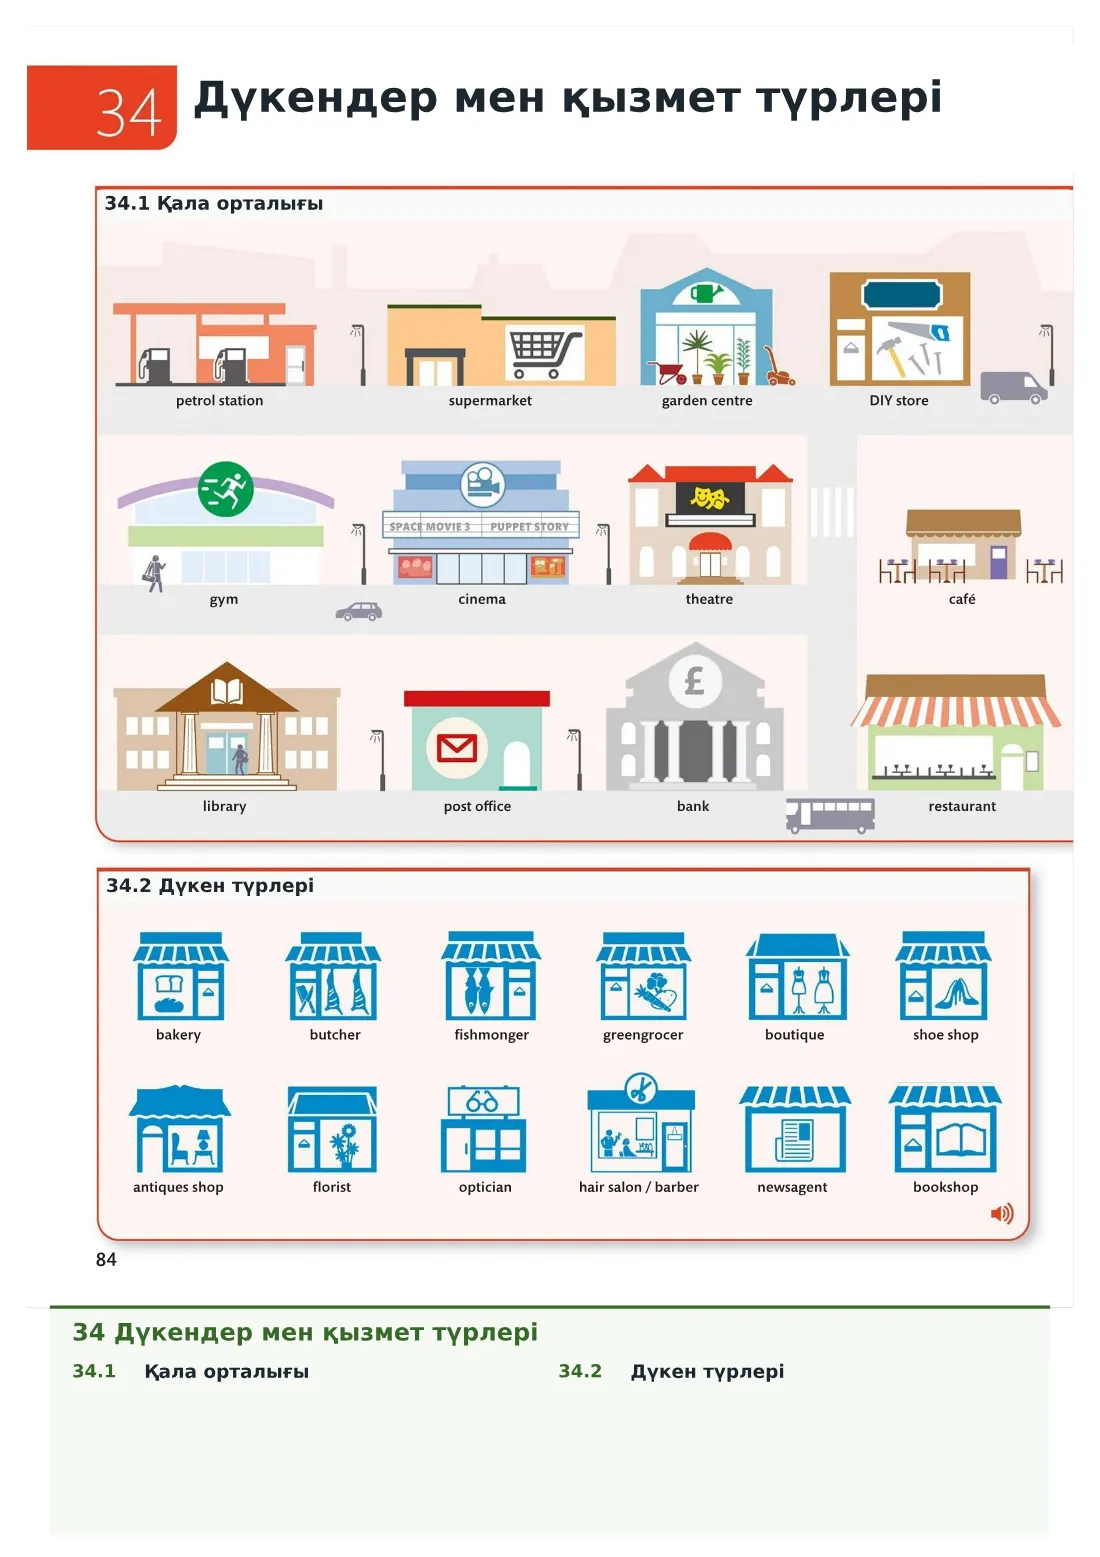 34 Дүкендер мен қызмет түрлері
34.1 Қала орталығы
petrol station supermarket garden centre DIY store
SPACE MOVIE 3 PUPPET STORY
gym cinema theatre café
£
library post office bank restaurant
34.2 Дүкен түрлері
bakery butcher fishmonger greengrocer boutique shoe shop
antiques shop florist optician hair salon / barber newsagent bookshop
84
34 Дүкендер мен қызмет түрлері
34.1 Қала орталығы 34.2 Дүкен түрлері